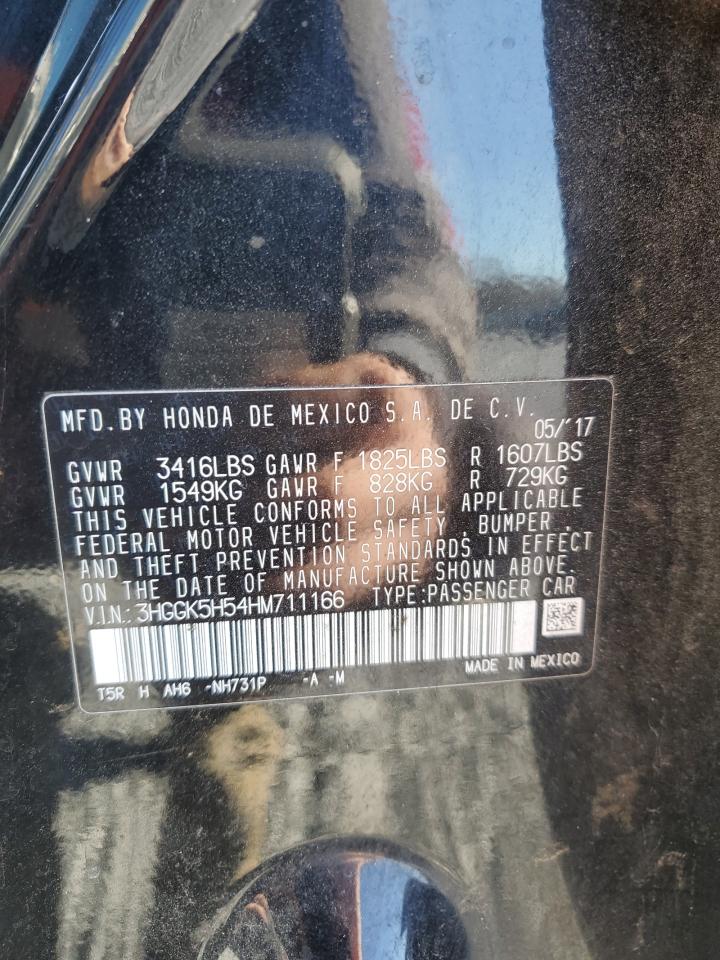 MFD.BY HONDA DE MEXICO S.A. DE C.V.
05/'17
GVWR 3416LBS GAWR F 1825LBS R 1607LBS
GVWR 1549KG GAWR F 828KG R 729KG
THIS VEHICLE CONFORMS TO ALL APPLICABLE
FEDERAL MOTOR VEHICLE SAFETY, BUMPER,
AND THEFT PREVENTION STANDARDS IN EFFECT
ON THE DATE OF MANUFACTURE SHOWN ABOVE.
V.I.N.:3HGGK5H54HM711166 TYPE:PASSENGER CAR
MADE IN MEXICO
T5R H AH6 -NH731P -A -M